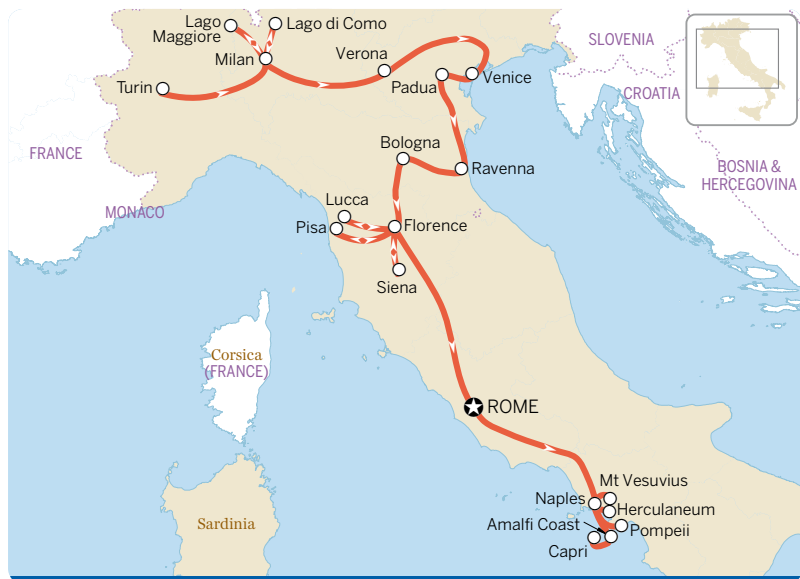 Lago
Maggiore
Lago di Como
Milan
Verona
Turin
Padua
Venice
SLOVENIA
CROATIA
FRANCE
BOSNIA &
HERCEGOVINA
Bologna
Ravenna
MONACO
Lucca
Pisa
Florence
Siena
Corsica
(FRANCE)
ROME
Sardinia
Mt Vesuvius
Naples
Herculaneum
Amalfi Coast
Pompeii
Capri